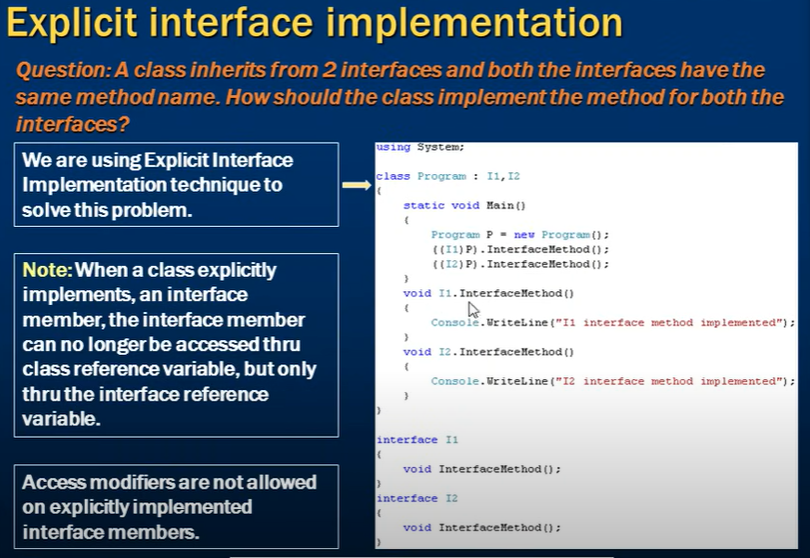 Explicit interface implementation
Question: A class inherits from 2 interfaces and both the interfaces have the
same method name. How should the class implement the method for both the
interfaces?
We are using Explicit Interface
Implementation technique to
solve this problem.
Note: When a class explicitly
implements, an interface
member, the interface member
can no longer be accessed thru
class reference variable, but only
thru the interface reference
variable.
Access modifiers are not allowed
on explicitly implemented
interface members.
using System;
class Program : I1,I2
{
static void Main()
{
Program P = new Program();
((I1)P).InterfaceMethod();
((I2)P).InterfaceMethod();
}
void I1.InterfaceMethod()
{
Console.WriteLine("I1 interface method implemented");
}
void I2.InterfaceMethod()
{
Console.WriteLine("I2 interface method implemented");
}
}
interface I1
{
void InterfaceMethod();
}
interface I2
{
void InterfaceMethod();
}